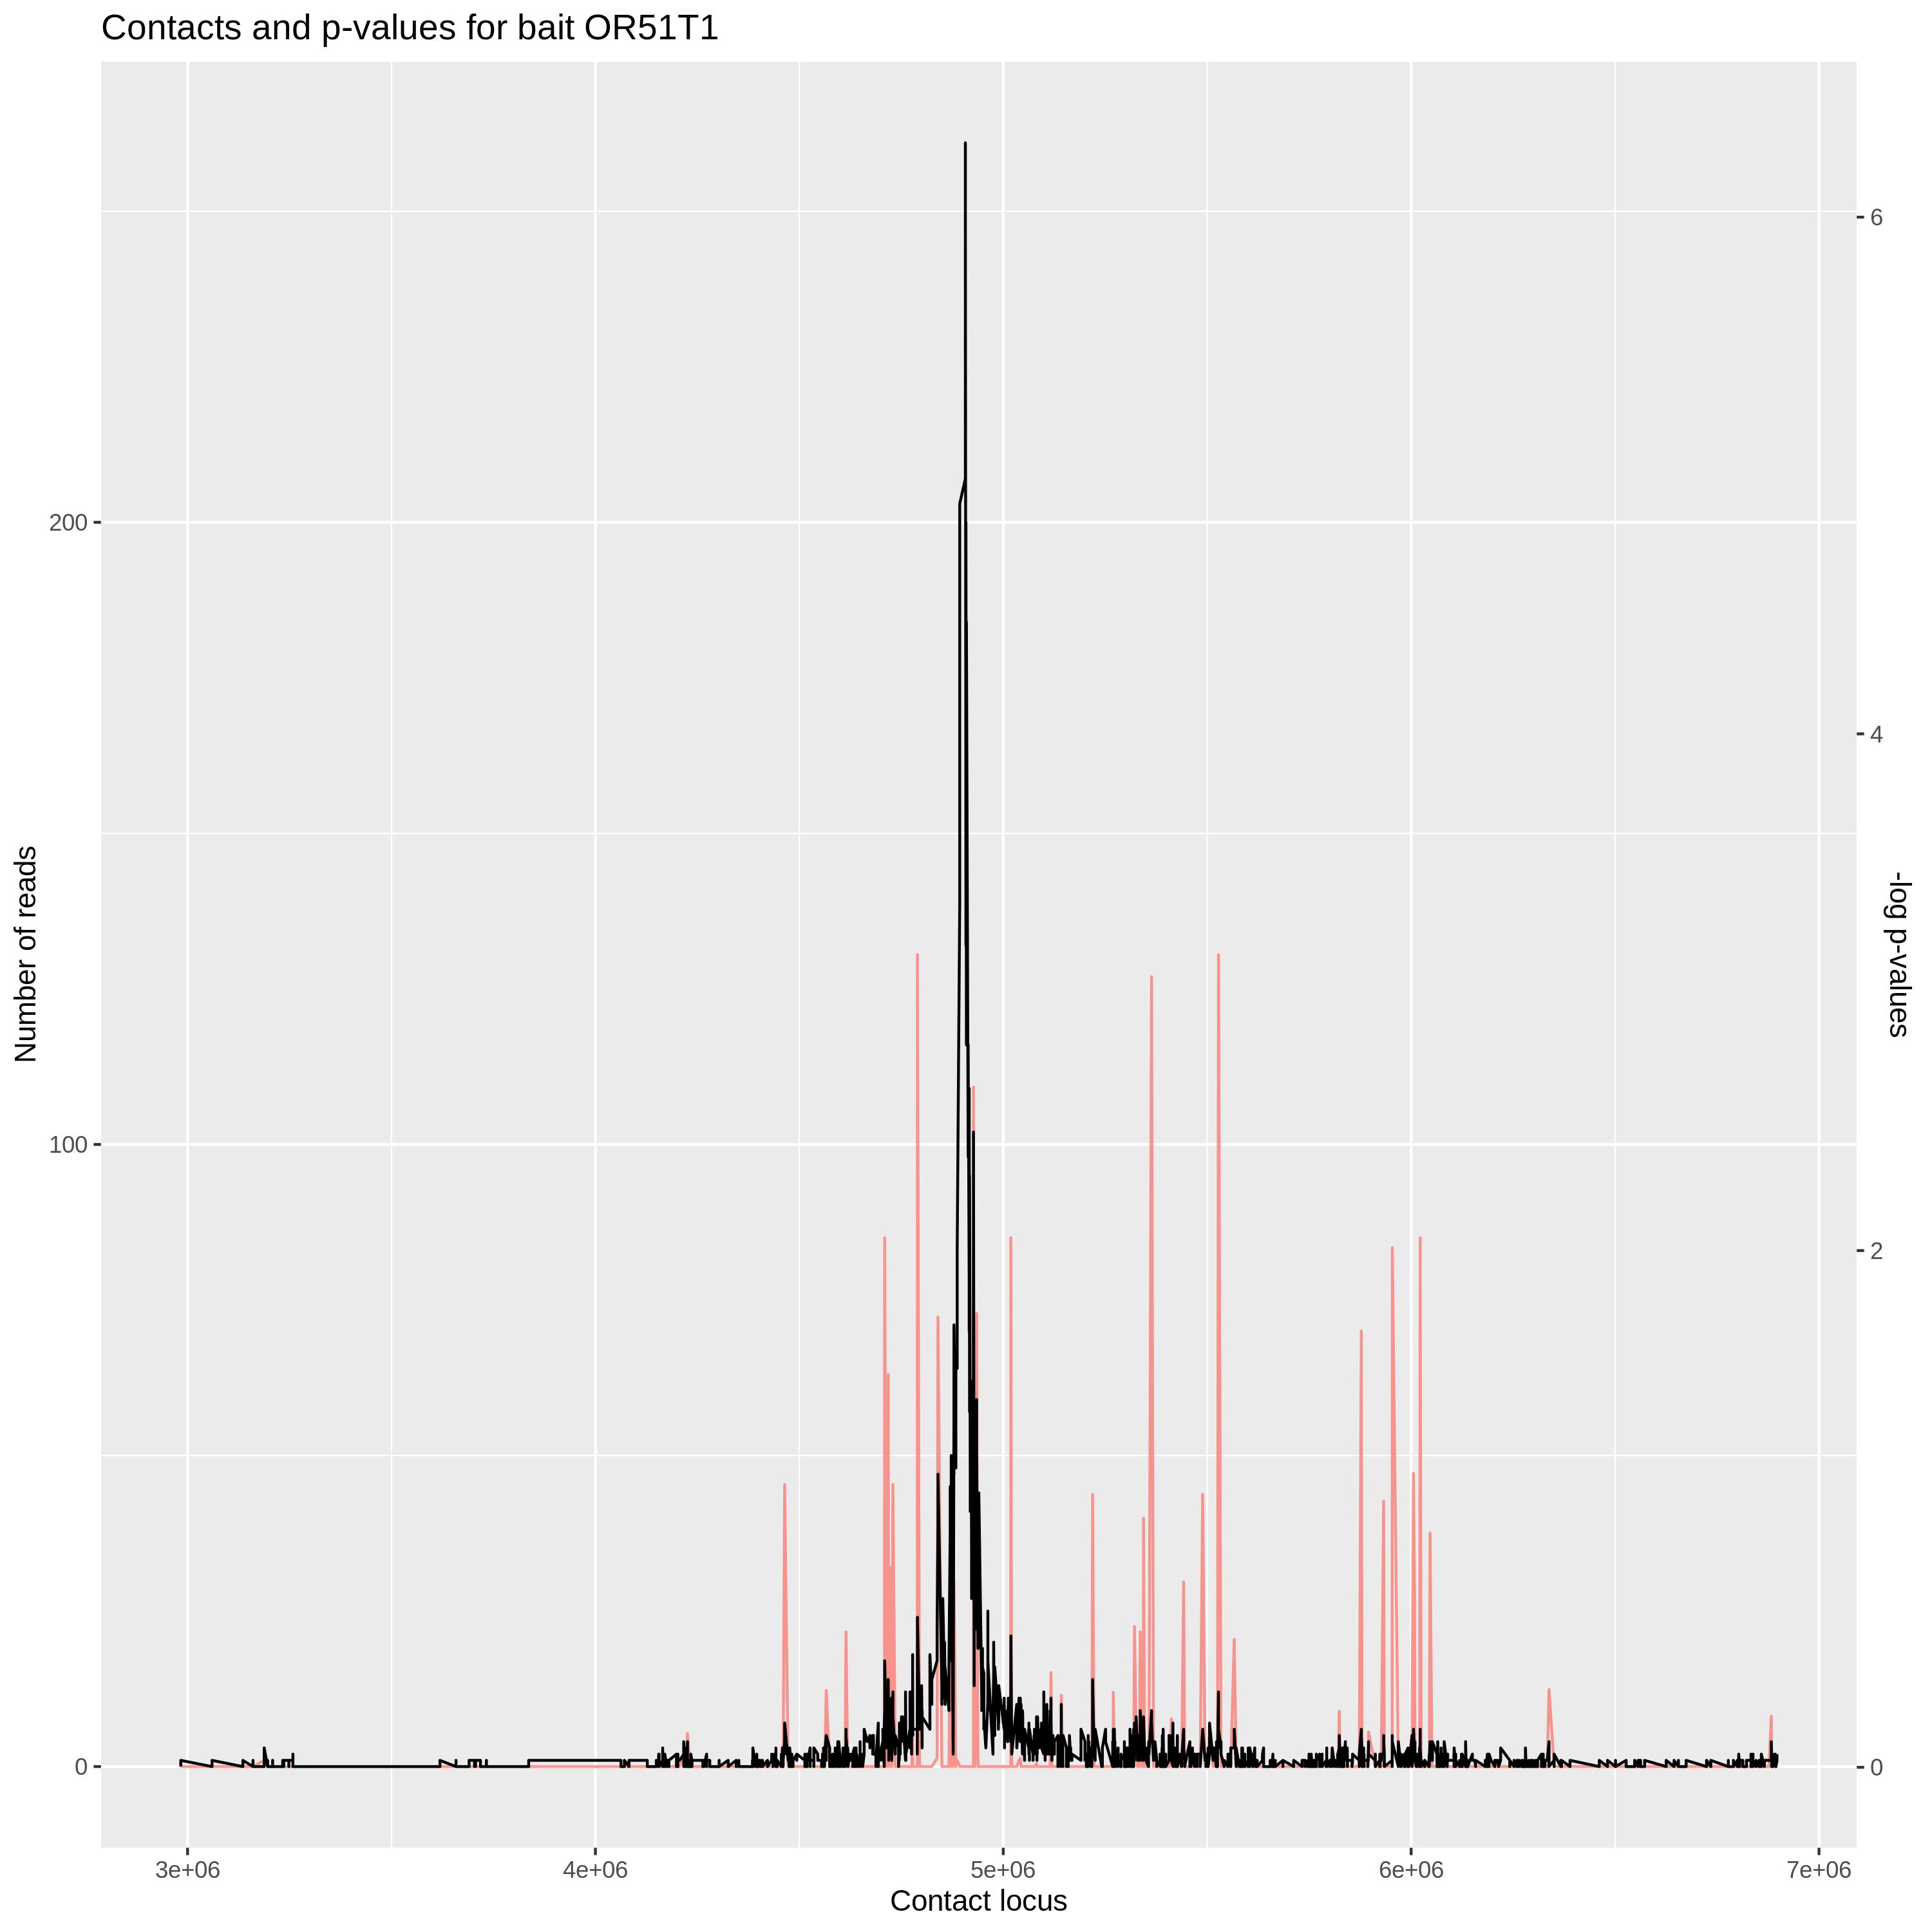 Contacts and p-values for bait OR51T1
Number of reads
200
100
0
6
4
2
0
-log p-values
3e+06 4e+06 5e+06 6e+06 7e+06
Contact locus